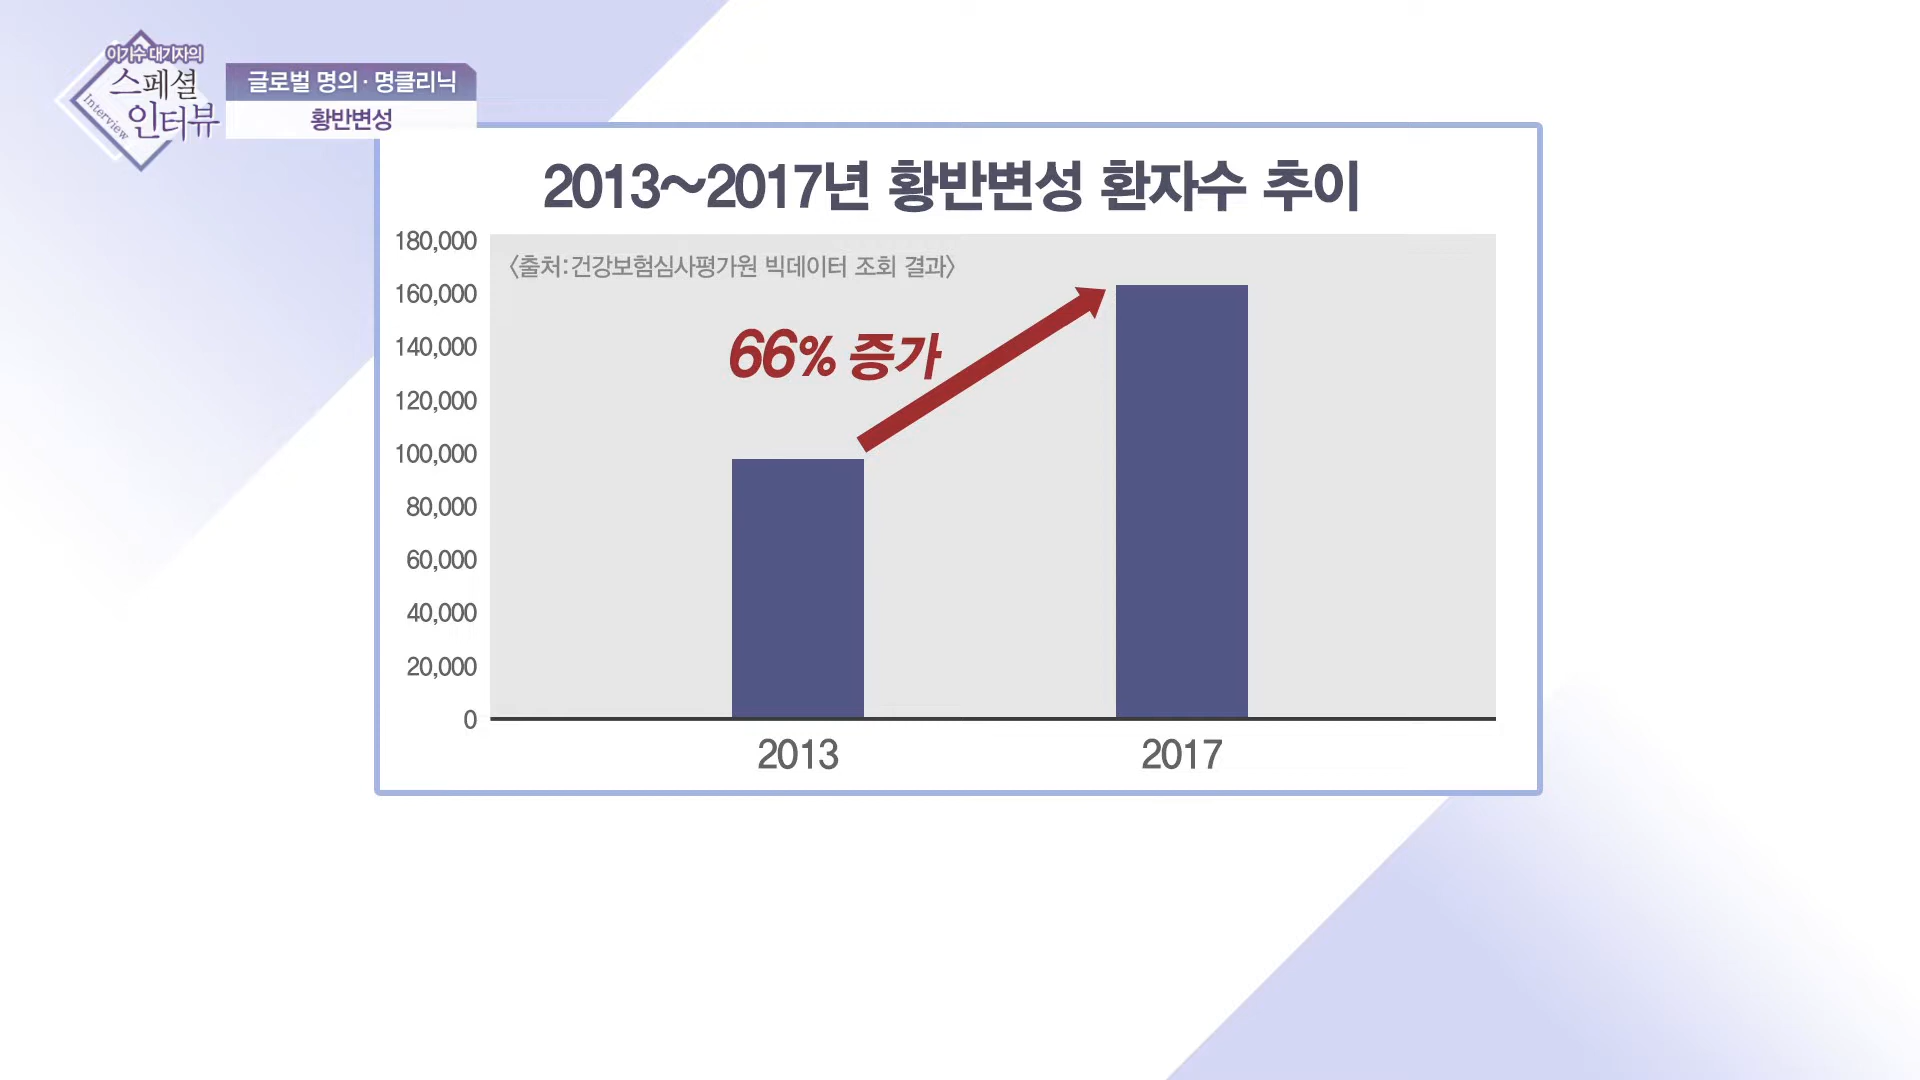 이기수 대기자의
스페셜
인터뷰
Interview
글로벌 명의·명클리닉
황반변성
2013~2017년 황반변성 환자수 추이
〈출처:건강보험심사평가원 빅데이터 조회 결과〉
66% 증가
180,000
160,000
140,000
120,000
100,000
80,000
60,000
40,000
20,000
0
2013
2017